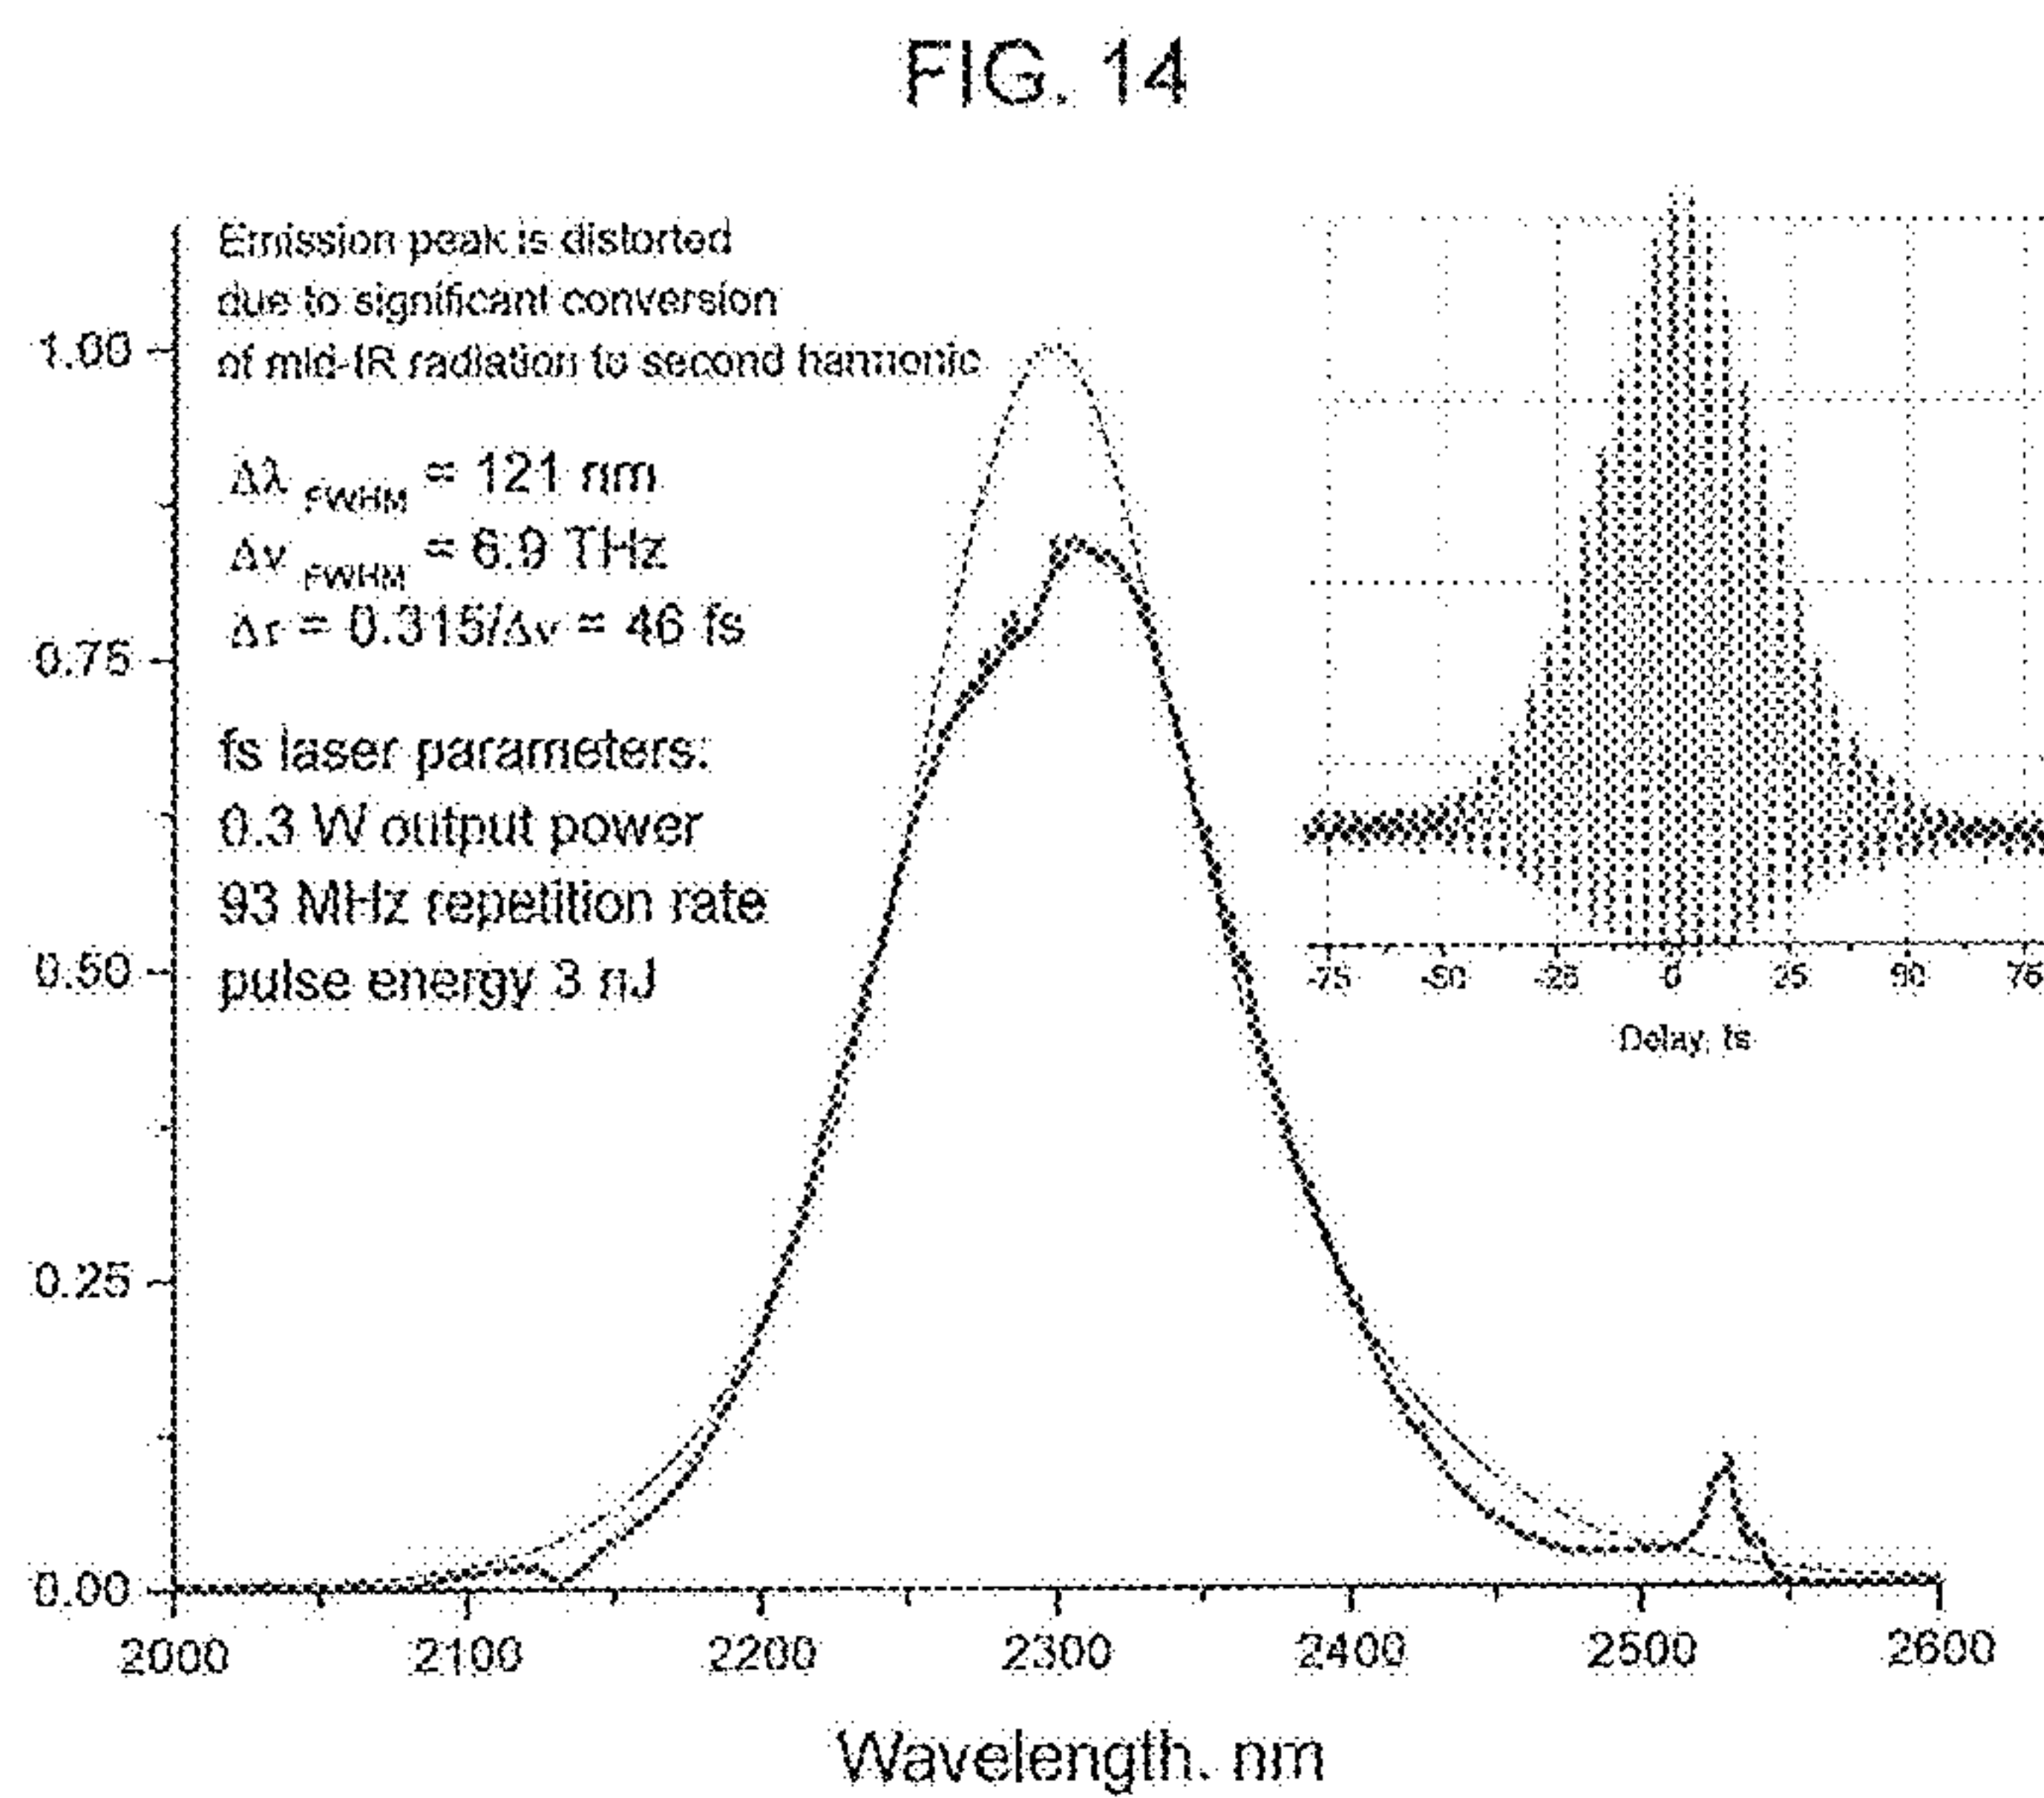 FIG. 14
Emission peak is distorted
due to significant conversion
of mid-IR radiation to second harmonic
Δλ FWHM = 121 nm
Δν FWHM = 6.9 THz
Δτ = 0.315/Δν = 46 fs
fs laser parameters:
0.3 W output power
93 MHz repetition rate
pulse energy 3 nJ
1.00
0.75
0.50
0.25
0.00
2000 2100 2200 2300 2400 2500 2600
Wavelength, nm
-75 -50 -25 0 25 50 75
Delay, fs